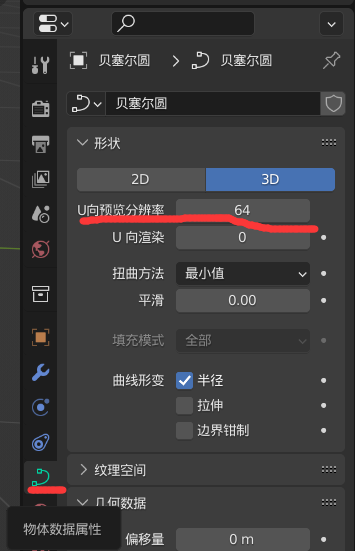 贝塞尔圆 贝塞尔圆
贝塞尔圆
形状
2D 3D
U向预览分辨率 64
U 向渲染 0
扭曲方法 最小值
平滑 0.00
填充模式 全部
曲线形变 半径
拉伸
边界钳制
纹理空间
几何数据
物体数据属性
偏移量 0 m